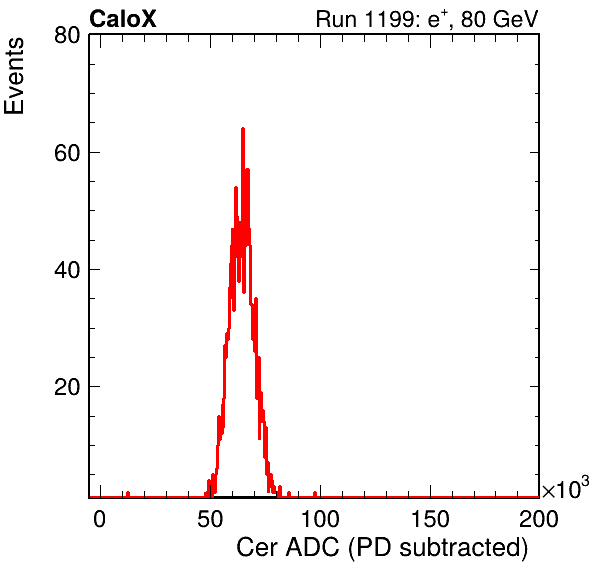 CaloX Run 1199: e⁺, 80 GeV
Events
80
60
40
20
0 50 100 150 200 ×10³
Cer ADC (PD subtracted)